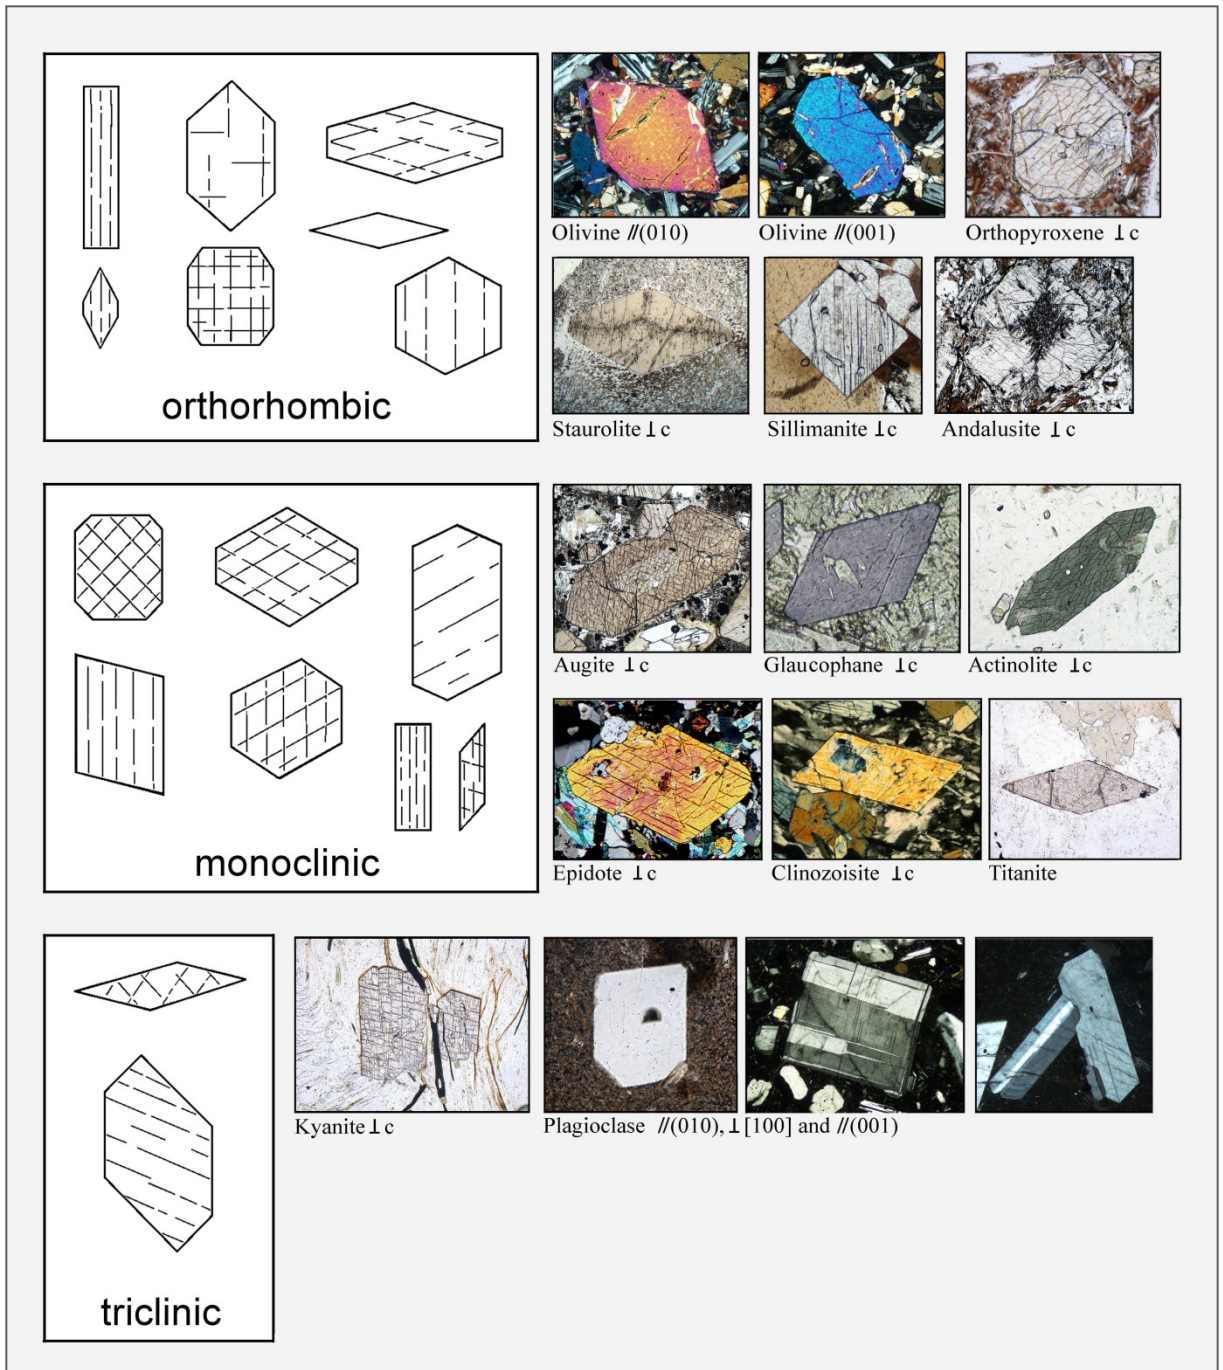 orthorhombic
Olivine //(010)
Olivine //(001)
Orthopyroxene ⊥ c
Staurolite ⊥ c
Sillimanite ⊥ c
Andalusite ⊥ c
monoclinic
Augite ⊥ c
Glaucophane ⊥ c
Actinolite ⊥ c
Epidote ⊥ c
Clinozoisite ⊥ c
Titanite
triclinic
Kyanite ⊥ c
Plagioclase //(010), ⊥ [100] and //(001)